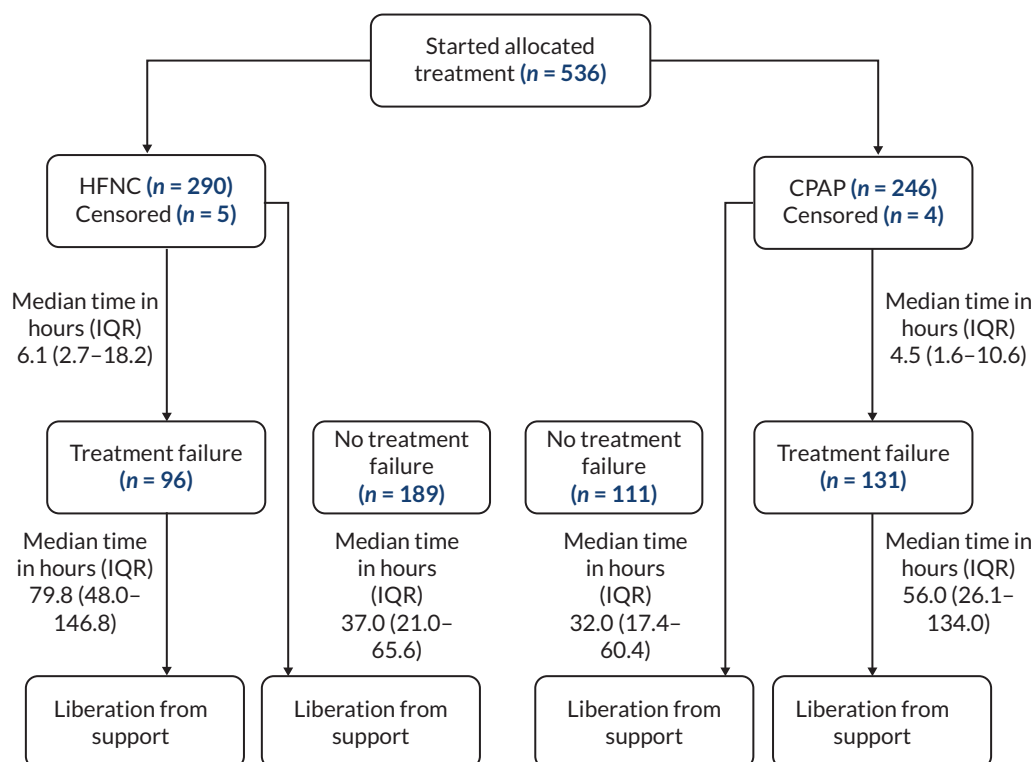 Started allocated
treatment (n = 536)
HFNC (n = 290)
Censored (n = 5)
CPAP (n = 246)
Censored (n = 4)
Median time in
hours (IQR)
6.1 (2.7–18.2)
Median time in
hours (IQR)
4.5 (1.6–10.6)
Treatment failure
(n = 96)
No treatment
failure
(n = 189)
No treatment
failure
(n = 111)
Treatment failure
(n = 131)
Median time
in hours (IQR)
79.8 (48.0–
146.8)
Median time
in hours
(IQR)
37.0 (21.0–
65.6)
Median time
in hours
(IQR)
32.0 (17.4–
60.4)
Median time in
hours (IQR)
56.0 (26.1–
134.0)
Liberation from
support
Liberation from
support
Liberation from
support
Liberation from
support